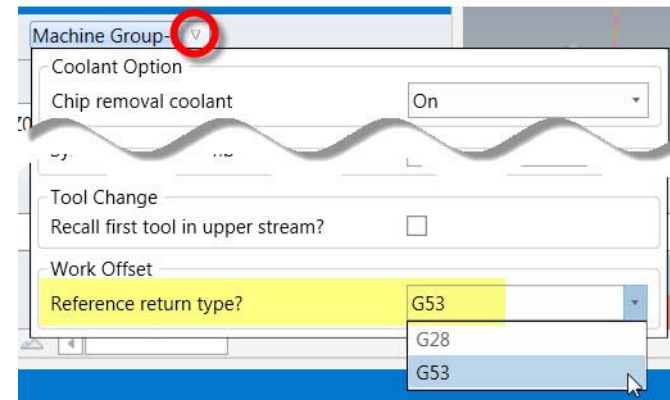 Machine Group-
Coolant Option
Chip removal coolant On
Tool Change
Recall first tool in upper stream?
Work Offset
Reference return type? G53
G28
G53